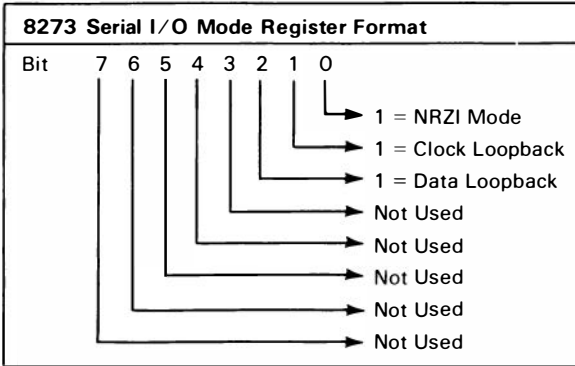 8273 Serial I/O Mode Register Format
Bit 7 6 5 4 3 2 1 0
1 = NRZI Mode
1 = Clock Loopback
1 = Data Loopback
Not Used
Not Used
Not Used
Not Used
Not Used